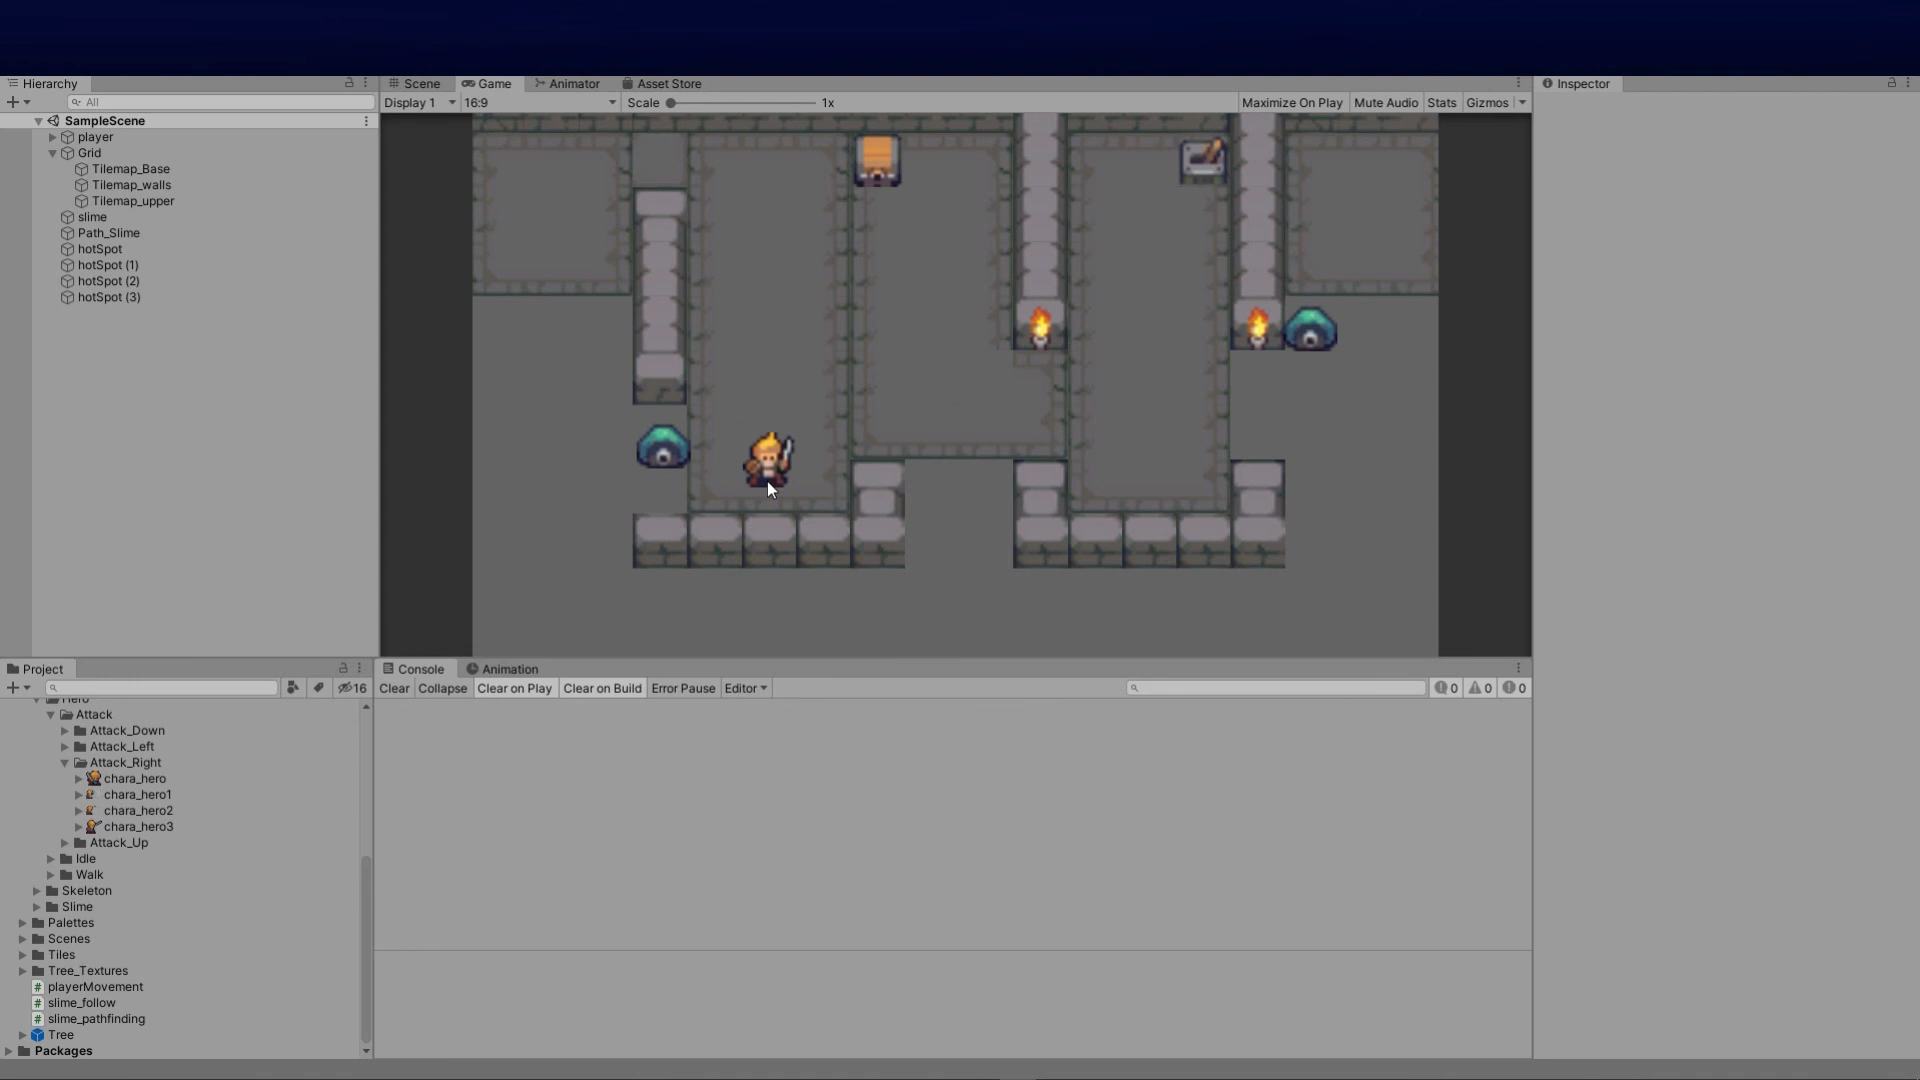 Hierarchy
All
SampleScene
player
Grid
Tilemap_Base
Tilemap_walls
Tilemap_upper
slime
Path_Slime
hotSpot
hotSpot (1)
hotSpot (2)
hotSpot (3)
Scene Game Animator Asset Store
Display 1 16:9 Scale 1x Maximize On Play Mute Audio Stats Gizmos
Inspector
Project
16
Hero
Attack
Attack_Down
Attack_Left
Attack_Right
chara_hero
chara_hero1
chara_hero2
chara_hero3
Attack_Up
Idle
Walk
Skeleton
Slime
Palettes
Scenes
Tiles
Tree_Textures
playerMovement
slime_follow
slime_pathfinding
Tree
Packages
Console Animation
Clear Collapse Clear on Play Clear on Build Error Pause Editor 0 0 0